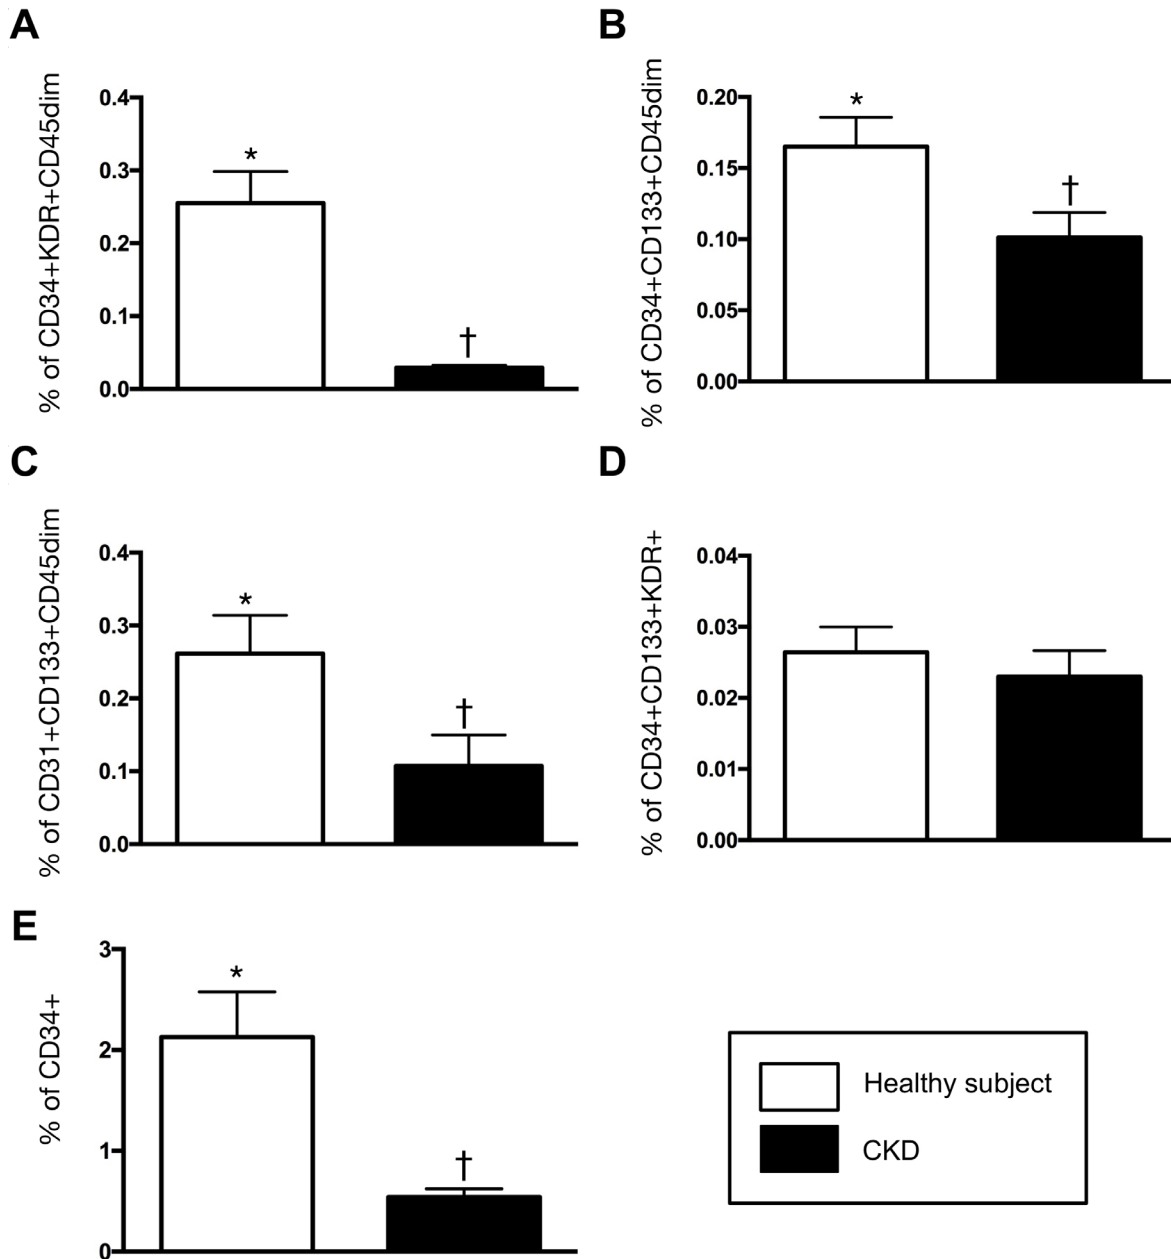 A
% of CD34+KDR+CD45dim
0.4
0.3
0.2
0.1
0.0
*
†
B
% of CD34+CD133+CD45dim
0.20
0.15
0.10
0.05
0.00
*
†
C
% of CD31+CD133+CD45dim
0.4
0.3
0.2
0.1
0.0
*
†
D
% of CD34+CD133+KDR+
0.04
0.03
0.02
0.01
0.00
E
% of CD34+
3
2
1
0
*
†
Healthy subject
CKD